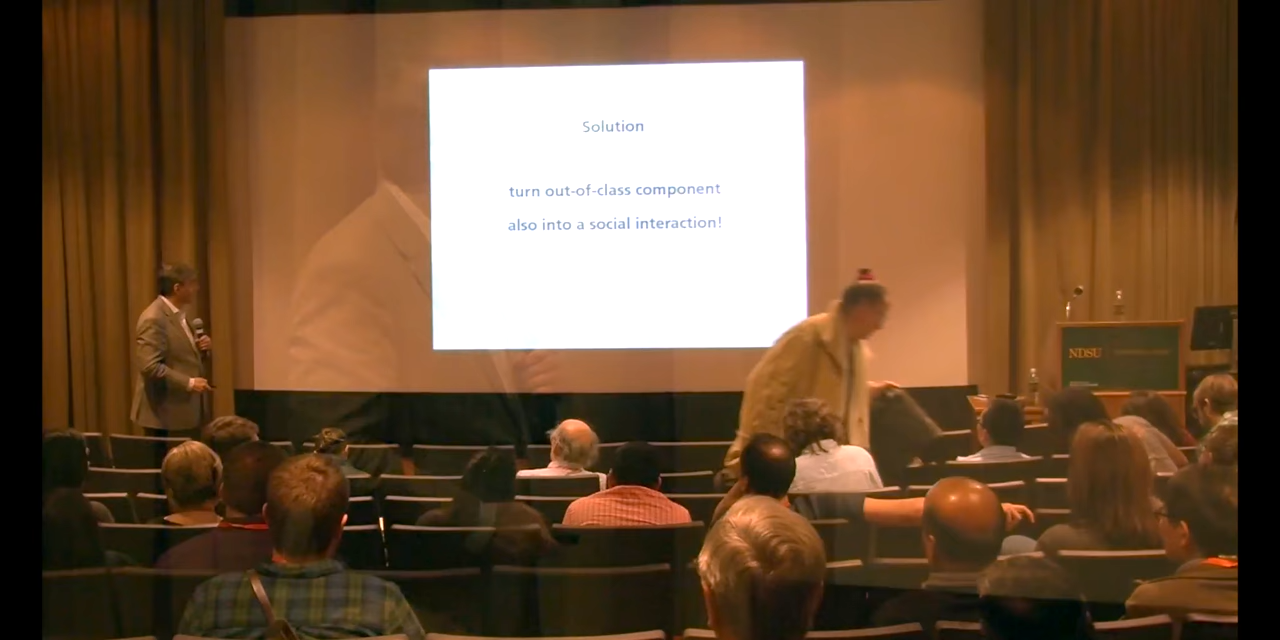 Solution
turn out-of-class component
also into a social interaction!
NDSU